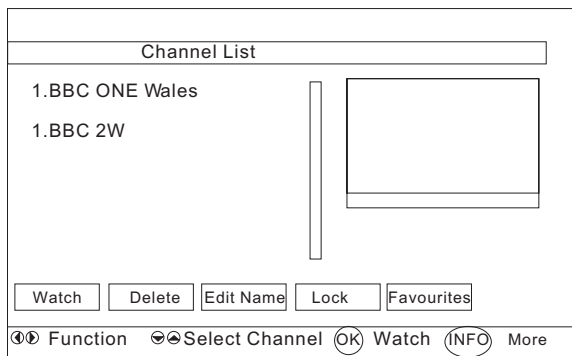 Channel List
1.BBC ONE Wales
1.BBC 2W
Watch Delete Edit Name Lock Favourites
Function Select Channel OK Watch INFO More